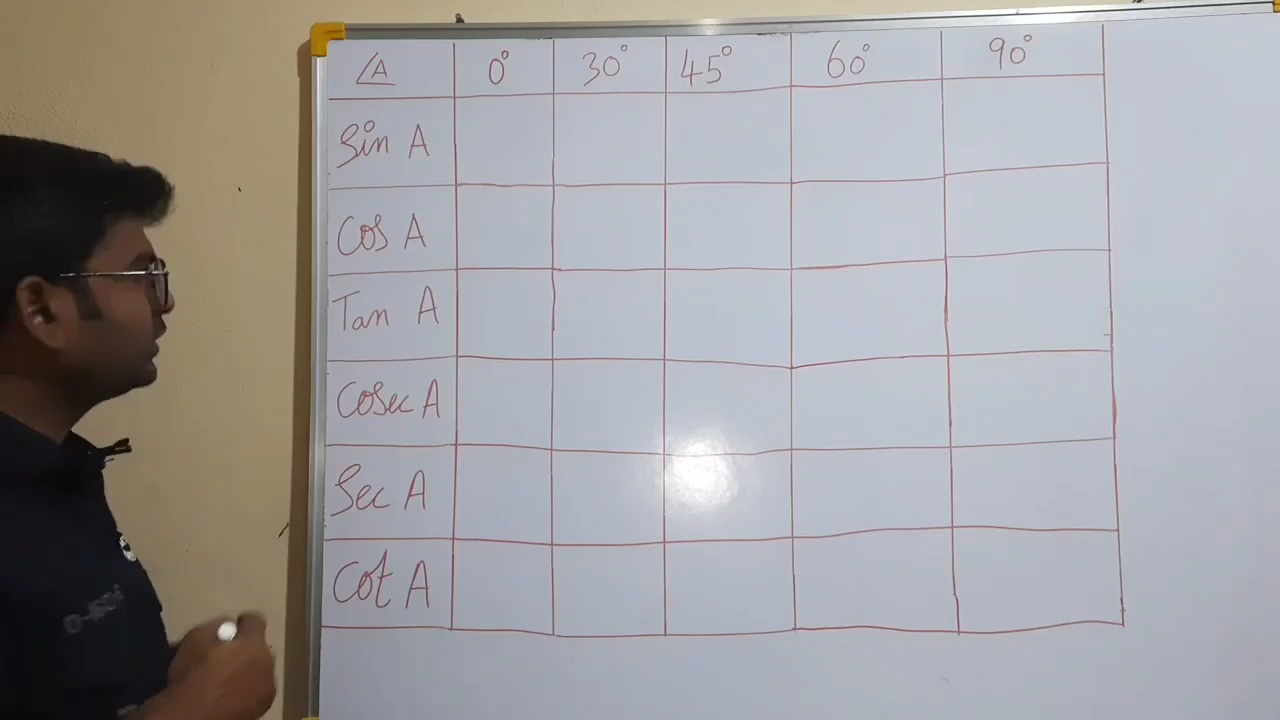 ∠A 0° 30° 45° 60° 90°
Sin A
Cos A
Tan A
Cosec A
Sec A
Cot A